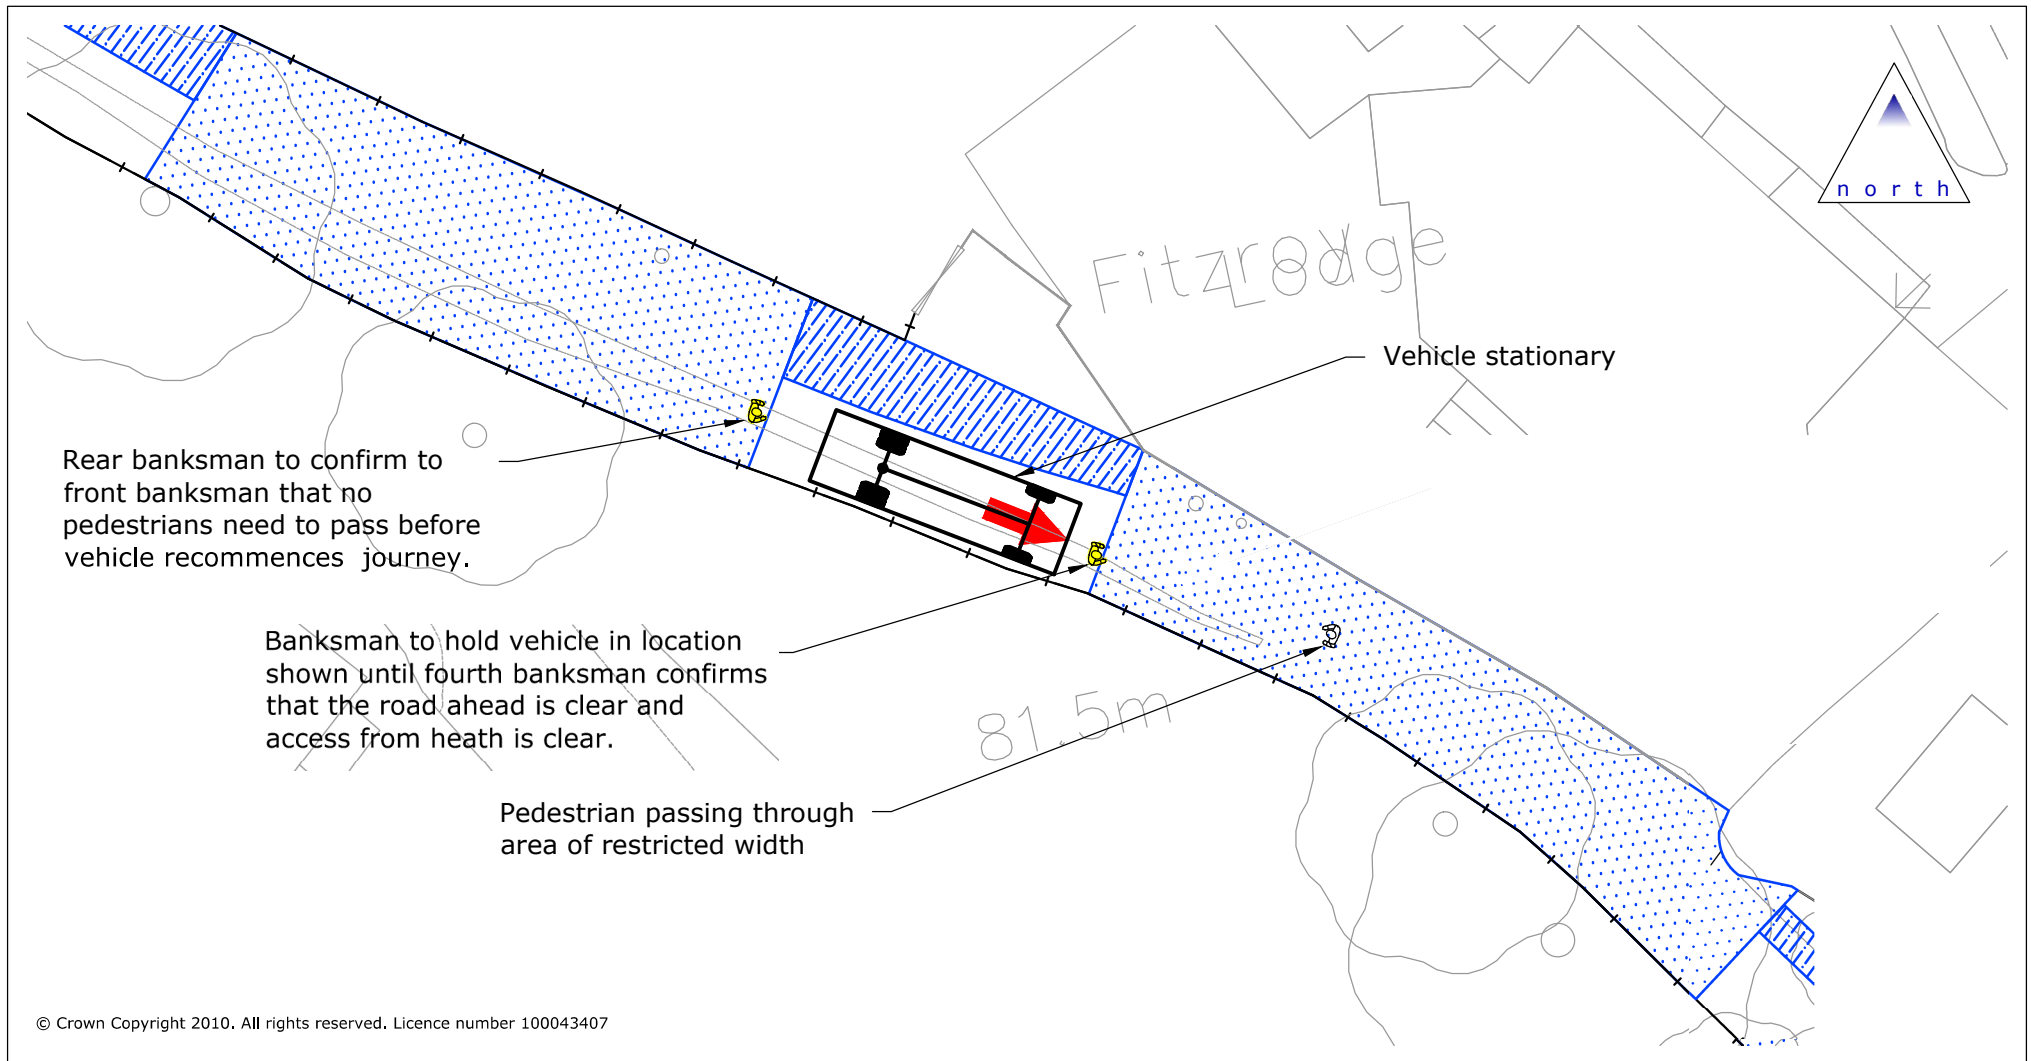 north
Fitzroy
Lodge
Vehicle stationary
Rear banksman to confirm to
front banksman that no
pedestrians need to pass before
vehicle recommences journey.
Banksman to hold vehicle in location
shown until fourth banksman confirms
that the road ahead is clear and
access from heath is clear.
81.5m
Pedestrian passing through
area of restricted width
© Crown Copyright 2010. All rights reserved. Licence number 100043407